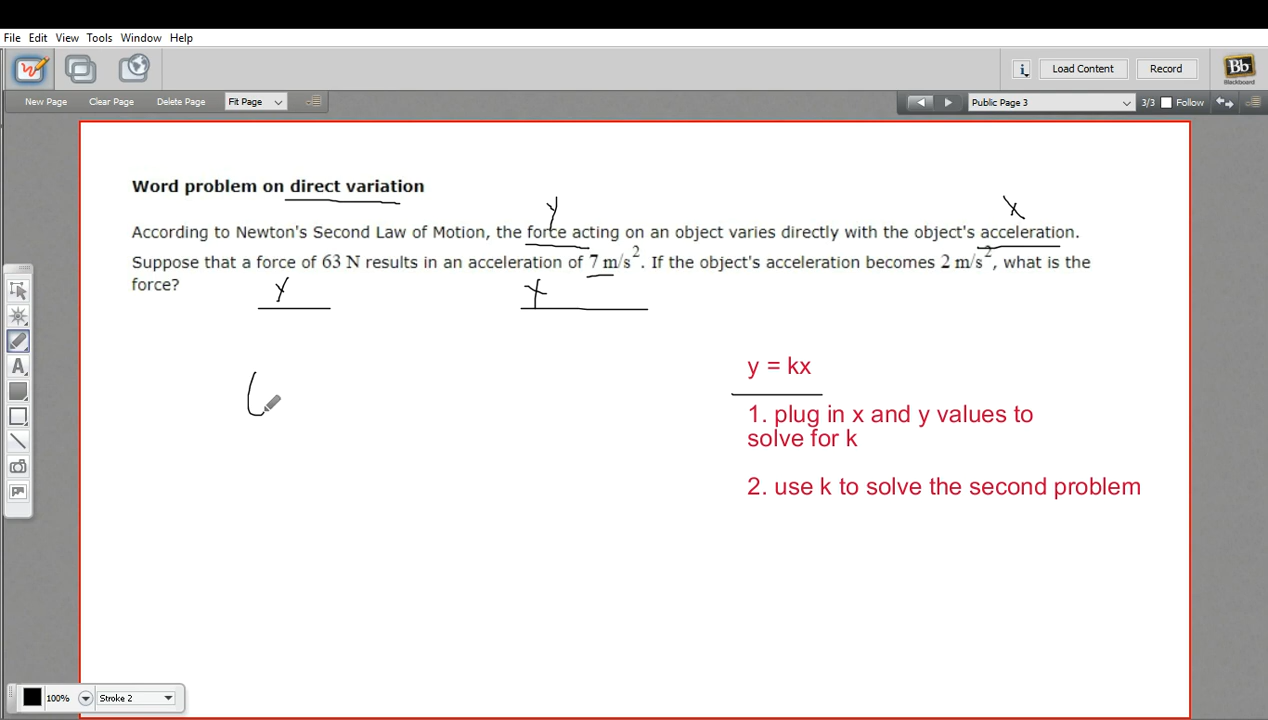 File Edit View Tools Window Help
i Load Content Record Bb
Blackboard
New Page Clear Page Delete Page Fit Page Public Page 3 3/3 Follow
Word problem on direct variation
y x
According to Newton's Second Law of Motion, the force acting on an object varies directly with the object's acceleration.
Suppose that a force of 63 N results in an acceleration of 7 m/s². If the object's acceleration becomes 2 m/s², what is the
force?
y x
y = kx
1. plug in x and y values to
solve for k
2. use k to solve the second problem
A
100% Stroke 2